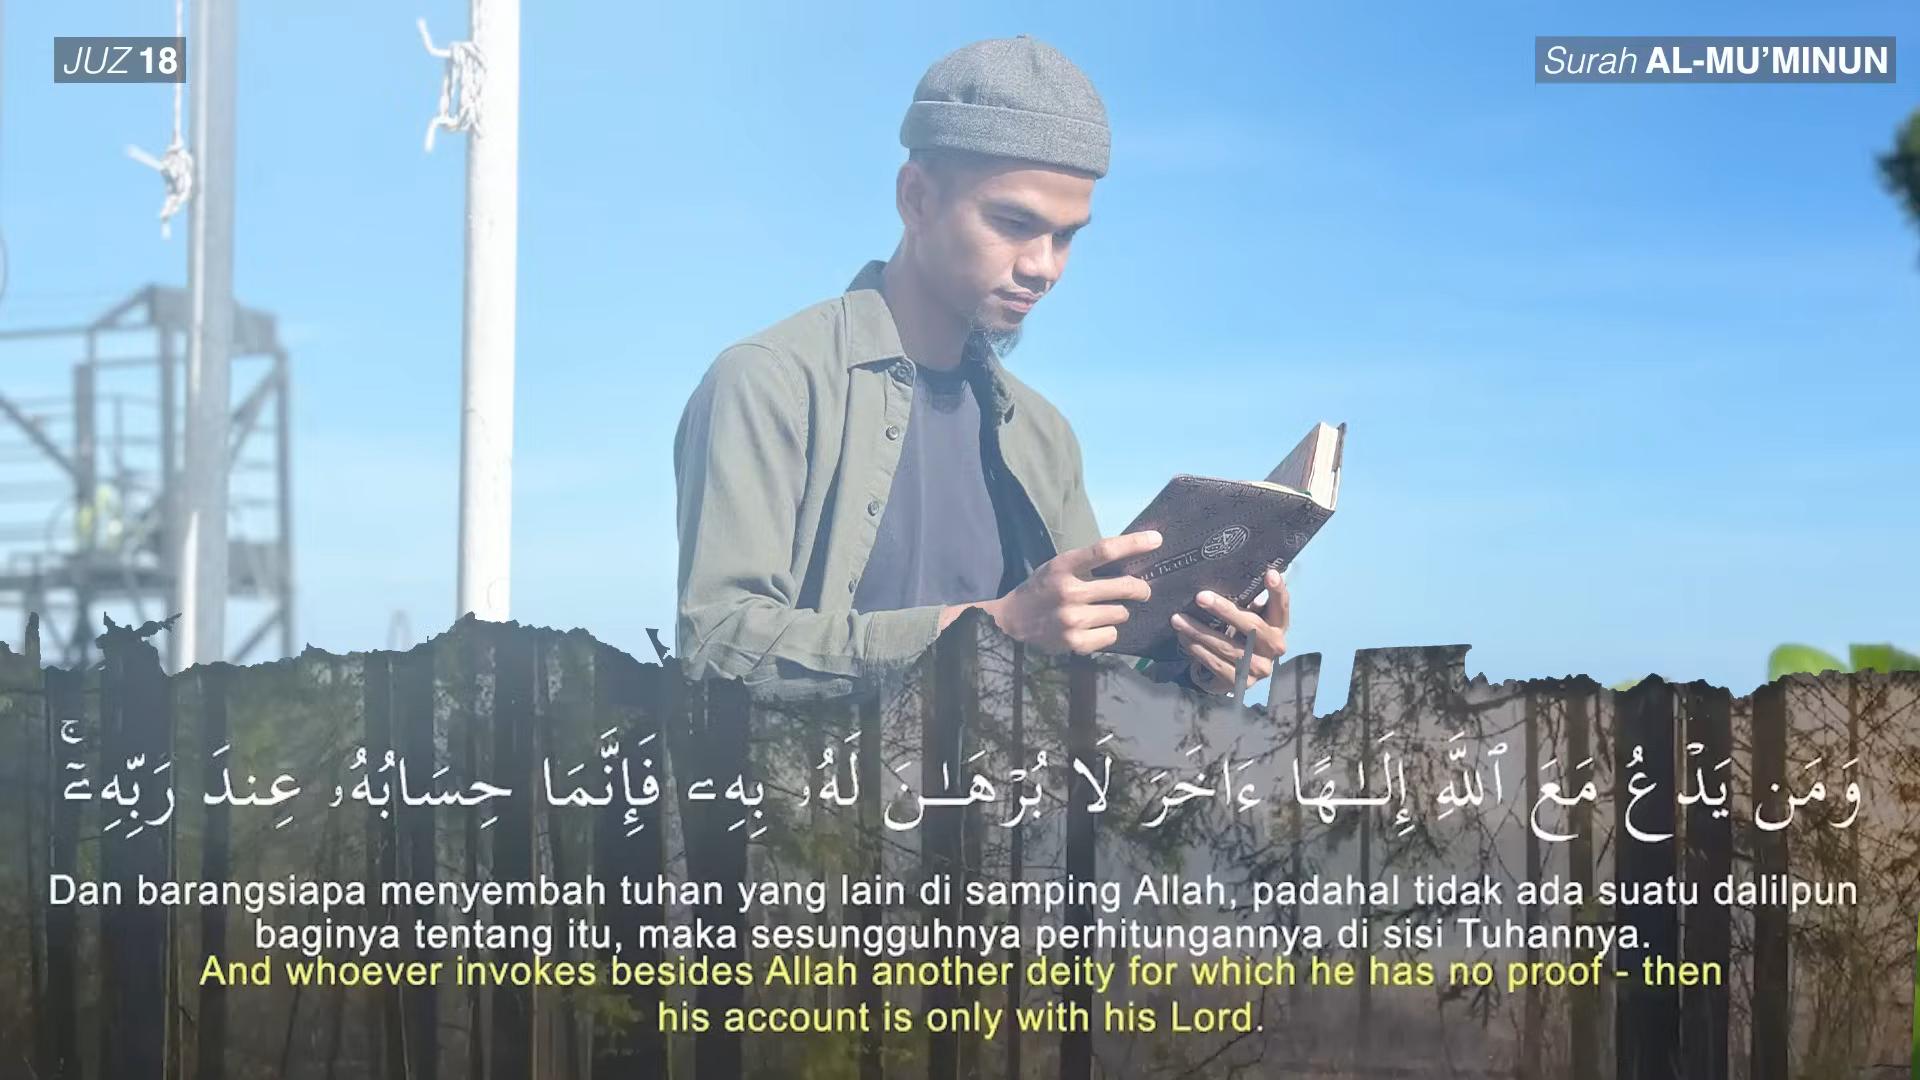 JUZ 18
Surah AL-MU’MINUN
وَمَن يَدْعُ مَعَ ٱللَّهِ إِلَـٰهًا ءَاخَرَ لَا بُرْهَـٰنَ لَهُۥ بِهِۦ فَإِنَّمَا حِسَابُهُۥ عِندَ رَبِّهِۦٓ ۚ
Dan barangsiapa menyembah tuhan yang lain di samping Allah, padahal tidak ada suatu dalilpun
baginya tentang itu, maka sesungguhnya perhitungannya di sisi Tuhannya.
And whoever invokes besides Allah another deity for which he has no proof - then
his account is only with his Lord.